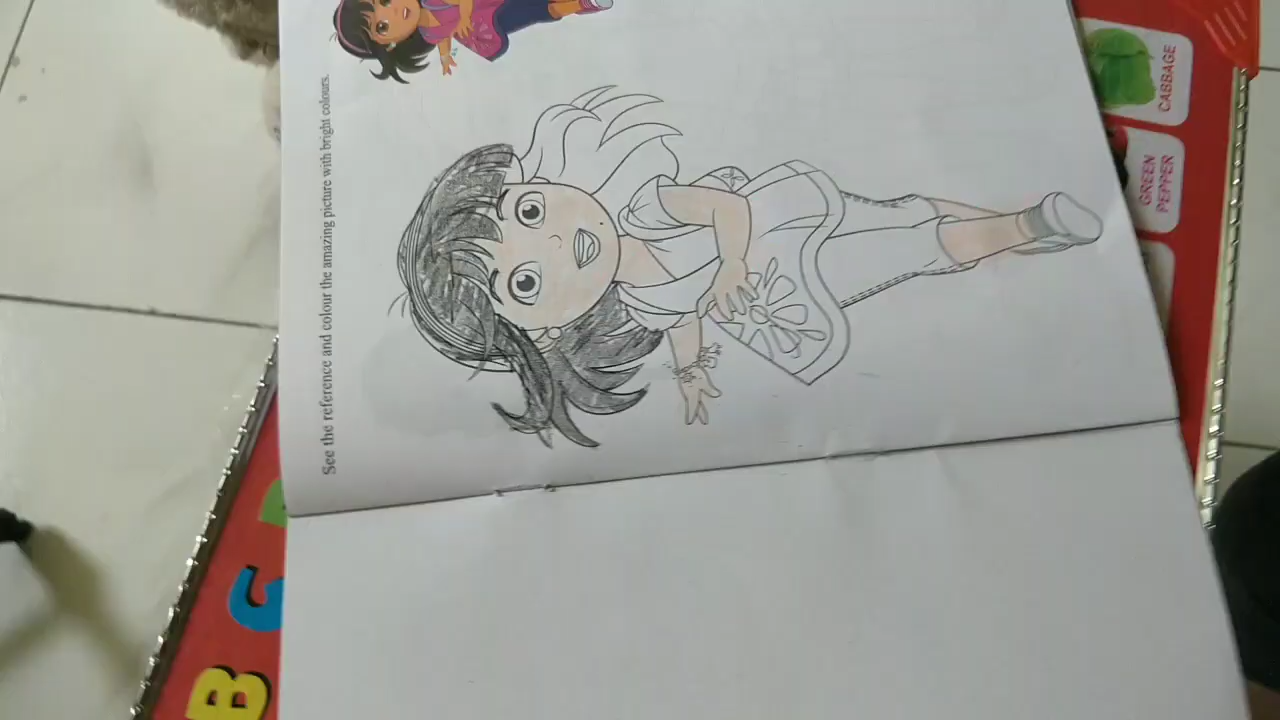 See the reference and colour the amazing picture with bright colours.
CABBAGE
GREEN
PEPPER
B
C